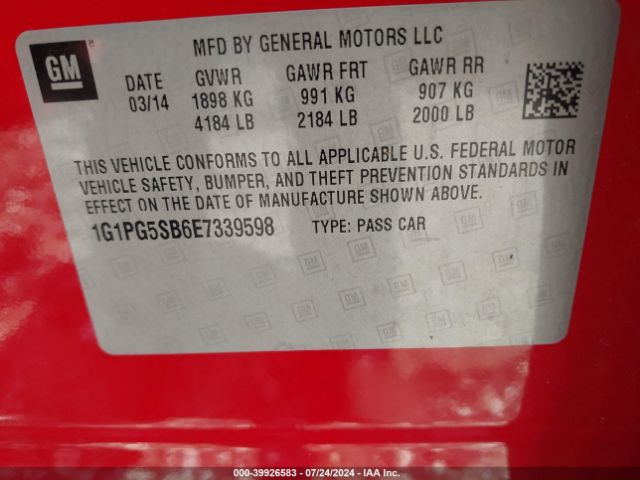 GM
MFD BY GENERAL MOTORS LLC
DATE GVWR GAWR FRT GAWR RR
03/14 1898 KG 991 KG 907 KG
4184 LB 2184 LB 2000 LB
THIS VEHICLE CONFORMS TO ALL APPLICABLE U.S. FEDERAL MOTOR
VEHICLE SAFETY, BUMPER, AND THEFT PREVENTION STANDARDS IN
EFFECT ON THE DATE OF MANUFACTURE SHOWN ABOVE.
1G1PG5SB6E7339598 TYPE: PASS CAR
000-39926583 / 07/24/2024 / IAA Inc.